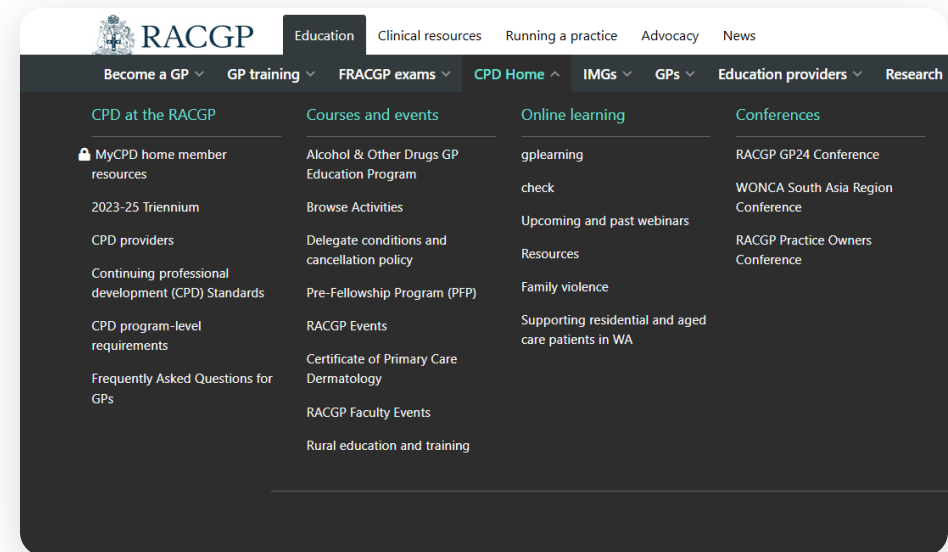 RACGP
Education Clinical resources Running a practice Advocacy News
Become a GP GP training FRACGP exams CPD Home IMGs GPs Education providers Research
CPD at the RACGP
MyCPD home member
resources
2023-25 Triennium
CPD providers
Continuing professional
development (CPD) Standards
CPD program-level
requirements
Frequently Asked Questions for
GPs
Courses and events
Alcohol & Other Drugs GP
Education Program
Browse Activities
Delegate conditions and
cancellation policy
Pre-Fellowship Program (PFP)
RACGP Events
Certificate of Primary Care
Dermatology
RACGP Faculty Events
Rural education and training
Online learning
gplearning
check
Upcoming and past webinars
Resources
Family violence
Supporting residential and aged
care patients in WA
Conferences
RACGP GP24 Conference
WONCA South Asia Region
Conference
RACGP Practice Owners
Conference